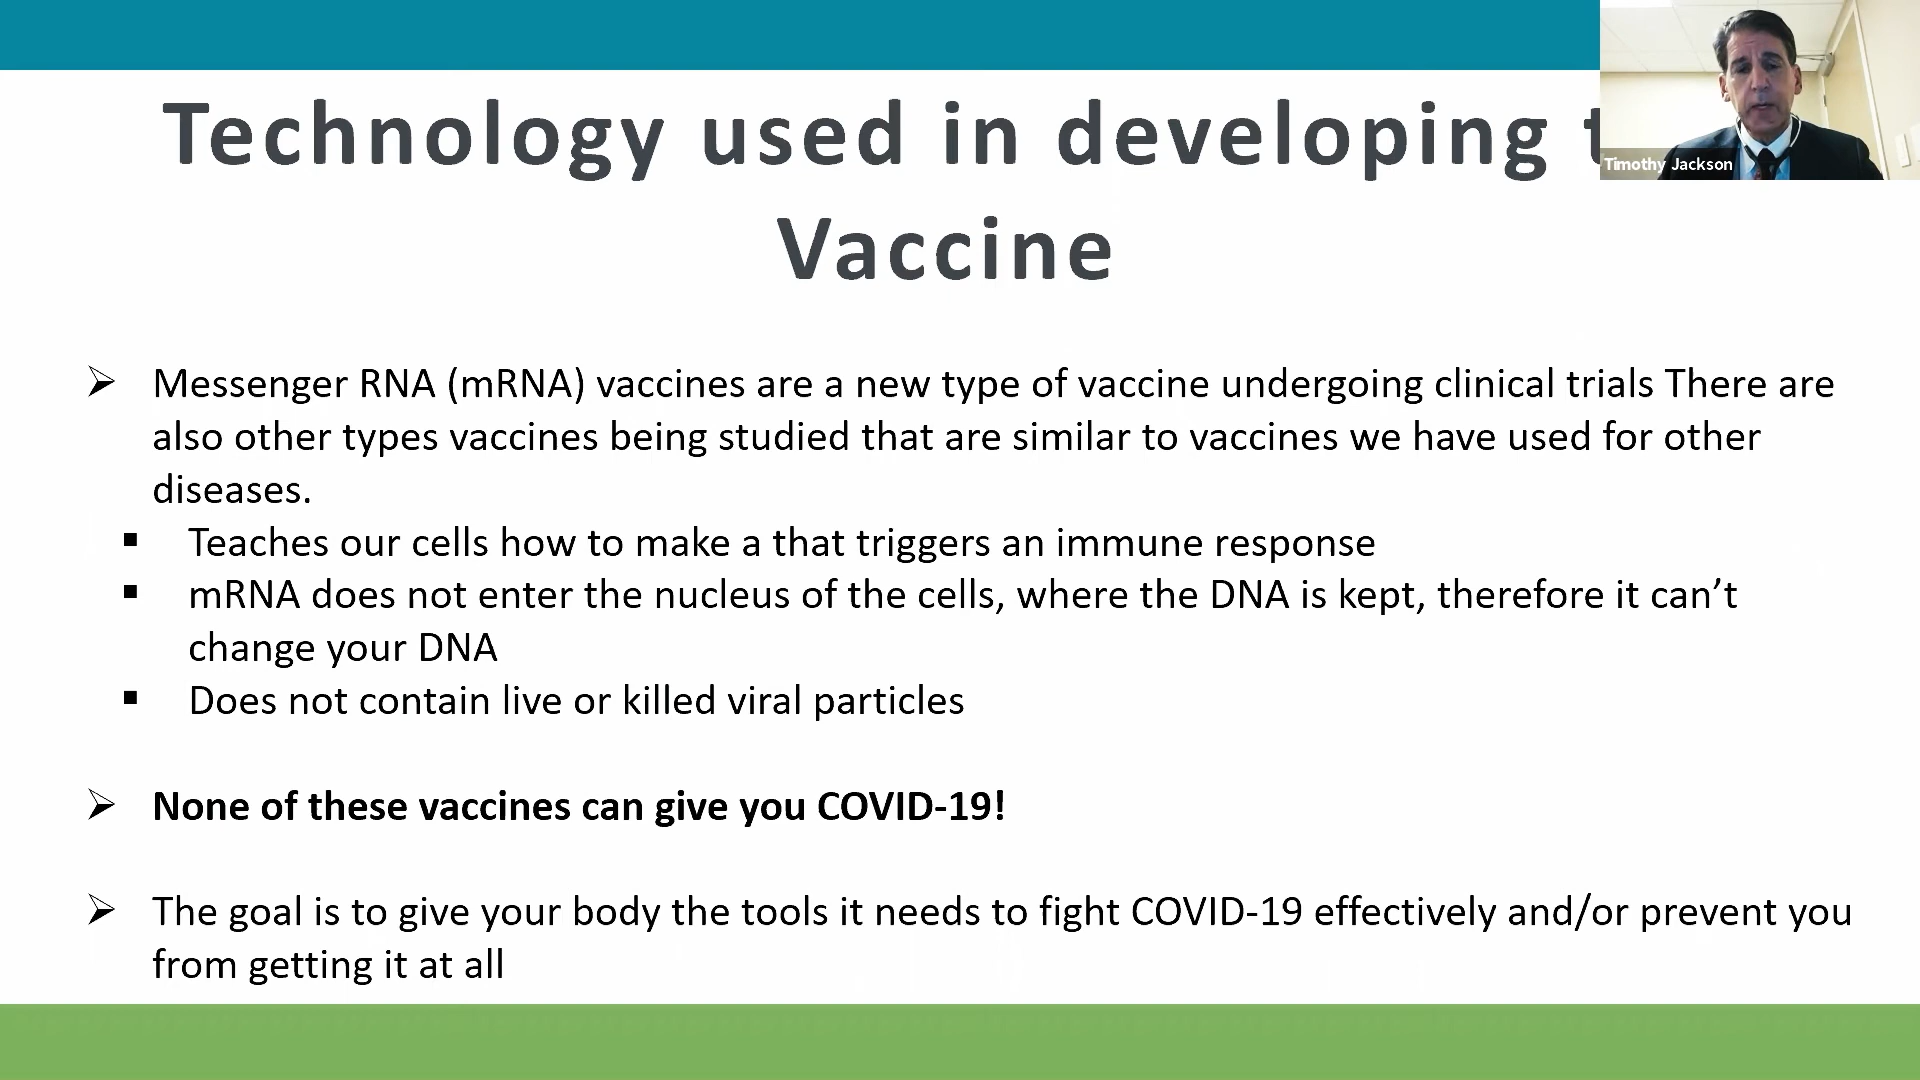 Technology used in developing
Vaccine
Timothy Jackson
➢ Messenger RNA (mRNA) vaccines are a new type of vaccine undergoing clinical trials There are
also other types vaccines being studied that are similar to vaccines we have used for other
diseases.
▪ Teaches our cells how to make a that triggers an immune response
▪ mRNA does not enter the nucleus of the cells, where the DNA is kept, therefore it can’t
change your DNA
▪ Does not contain live or killed viral particles
➢ None of these vaccines can give you COVID-19!
➢ The goal is to give your body the tools it needs to fight COVID-19 effectively and/or prevent you
from getting it at all